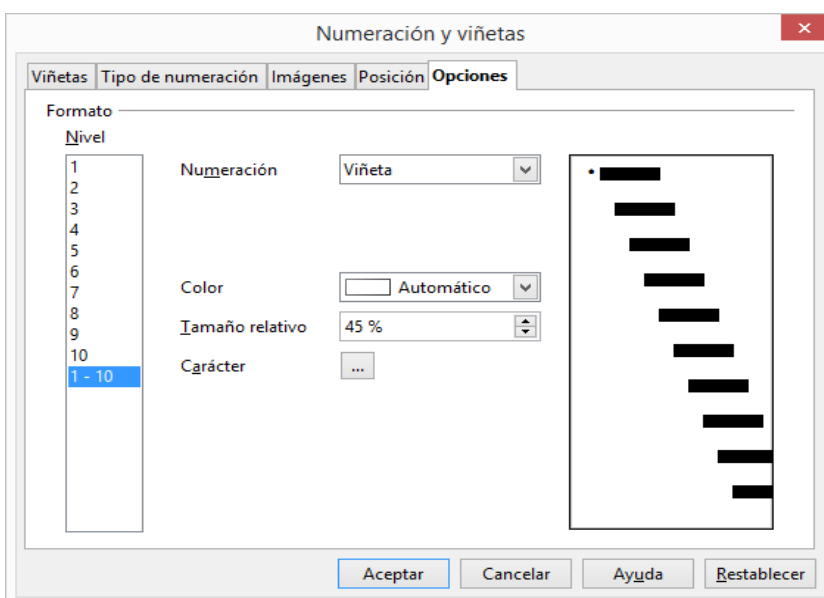 Numeración y viñetas
Viñetas Tipo de numeración Imágenes Posición Opciones
Formato
Nivel
1
2
3
4
5
6
7
8
9
10
1 - 10
Numeración Viñeta
Color Automático
Tamaño relativo 45 %
Carácter ...
Aceptar Cancelar Ayuda Restablecer